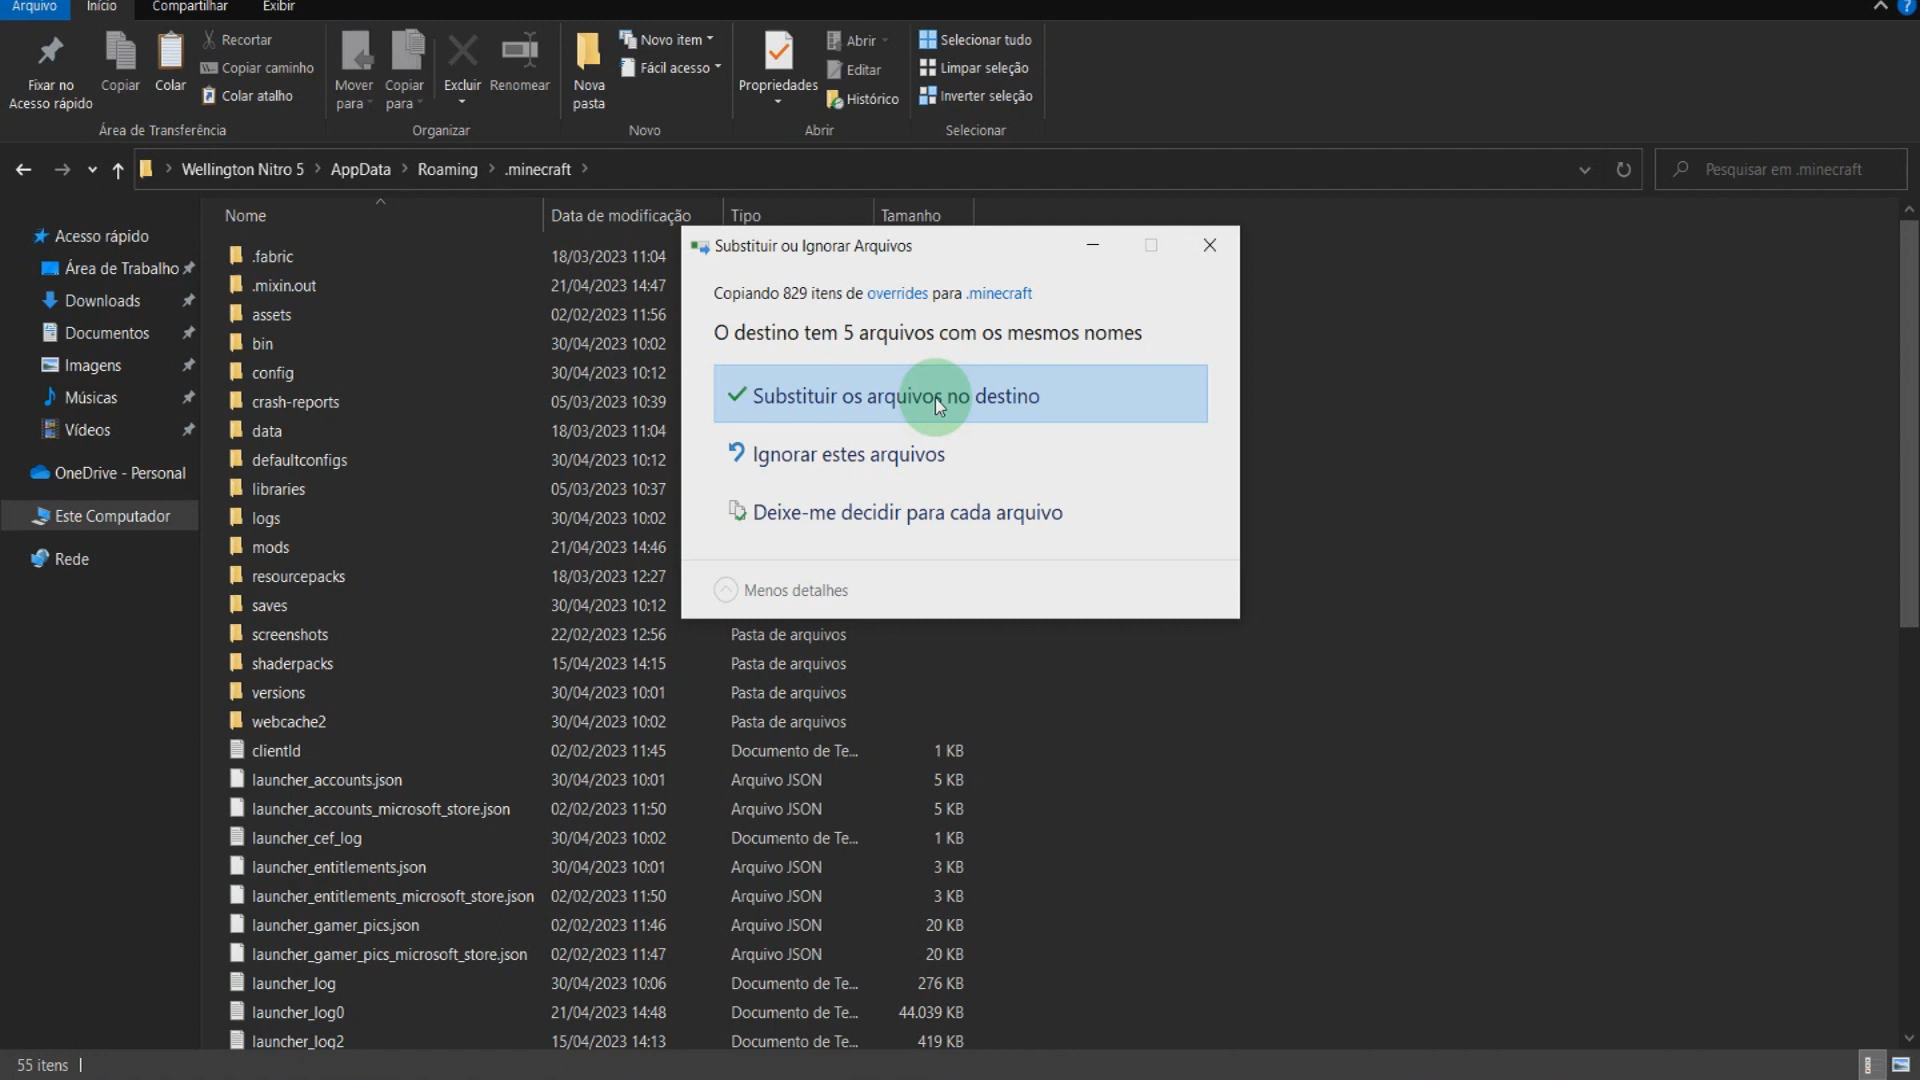 Arquivo Início Compartilhar Exibir
Fixar no Acesso rápido
Copiar
Colar
Recortar
Copiar caminho
Colar atalho
Área de Transferência
Mover para
Copiar para
Excluir
Renomear
Organizar
Nova pasta
Novo item
Fácil acesso
Novo
Propriedades
Abrir
Editar
Histórico
Abrir
Selecionar tudo
Limpar seleção
Inverter seleção
Selecionar
Wellington Nitro 5 > AppData > Roaming > .minecraft >
Pesquisar em .minecraft
Acesso rápido
Área de Trabalho
Downloads
Documentos
Imagens
Músicas
Vídeos
OneDrive - Personal
Este Computador
Rede
Nome Data de modificação Tipo Tamanho
.fabric 18/03/2023 11:04
.mixin.out 21/04/2023 14:47
assets 02/02/2023 11:56
bin 30/04/2023 10:02
config 30/04/2023 10:12
crash-reports 05/03/2023 10:39
data 18/03/2023 11:04
defaultconfigs 30/04/2023 10:12
libraries 05/03/2023 10:37
logs 30/04/2023 10:02
mods 21/04/2023 14:46
resourcepacks 18/03/2023 12:27
saves 30/04/2023 10:12
screenshots 22/02/2023 12:56 Pasta de arquivos
shaderpacks 15/04/2023 14:15 Pasta de arquivos
versions 30/04/2023 10:01 Pasta de arquivos
webcache2 30/04/2023 10:02 Pasta de arquivos
clientId 02/02/2023 11:45 Documento de Te... 1 KB
launcher_accounts.json 30/04/2023 10:01 Arquivo JSON 5 KB
launcher_accounts_microsoft_store.json 02/02/2023 11:50 Arquivo JSON 5 KB
launcher_cef_log 30/04/2023 10:02 Documento de Te... 1 KB
launcher_entitlements.json 30/04/2023 10:01 Arquivo JSON 3 KB
launcher_entitlements_microsoft_store.json 02/02/2023 11:50 Arquivo JSON 3 KB
launcher_gamer_pics.json 02/02/2023 11:46 Arquivo JSON 20 KB
launcher_gamer_pics_microsoft_store.json 02/02/2023 11:47 Arquivo JSON 20 KB
launcher_log 30/04/2023 10:06 Documento de Te... 276 KB
launcher_log0 21/04/2023 14:48 Documento de Te... 44.039 KB
launcher_log2 15/04/2023 14:13 Documento de Te... 419 KB
Substituir ou Ignorar Arquivos
Copiando 829 itens de overrides para .minecraft
O destino tem 5 arquivos com os mesmos nomes
Substituir os arquivos no destino
Ignorar estes arquivos
Deixe-me decidir para cada arquivo
Menos detalhes
55 itens